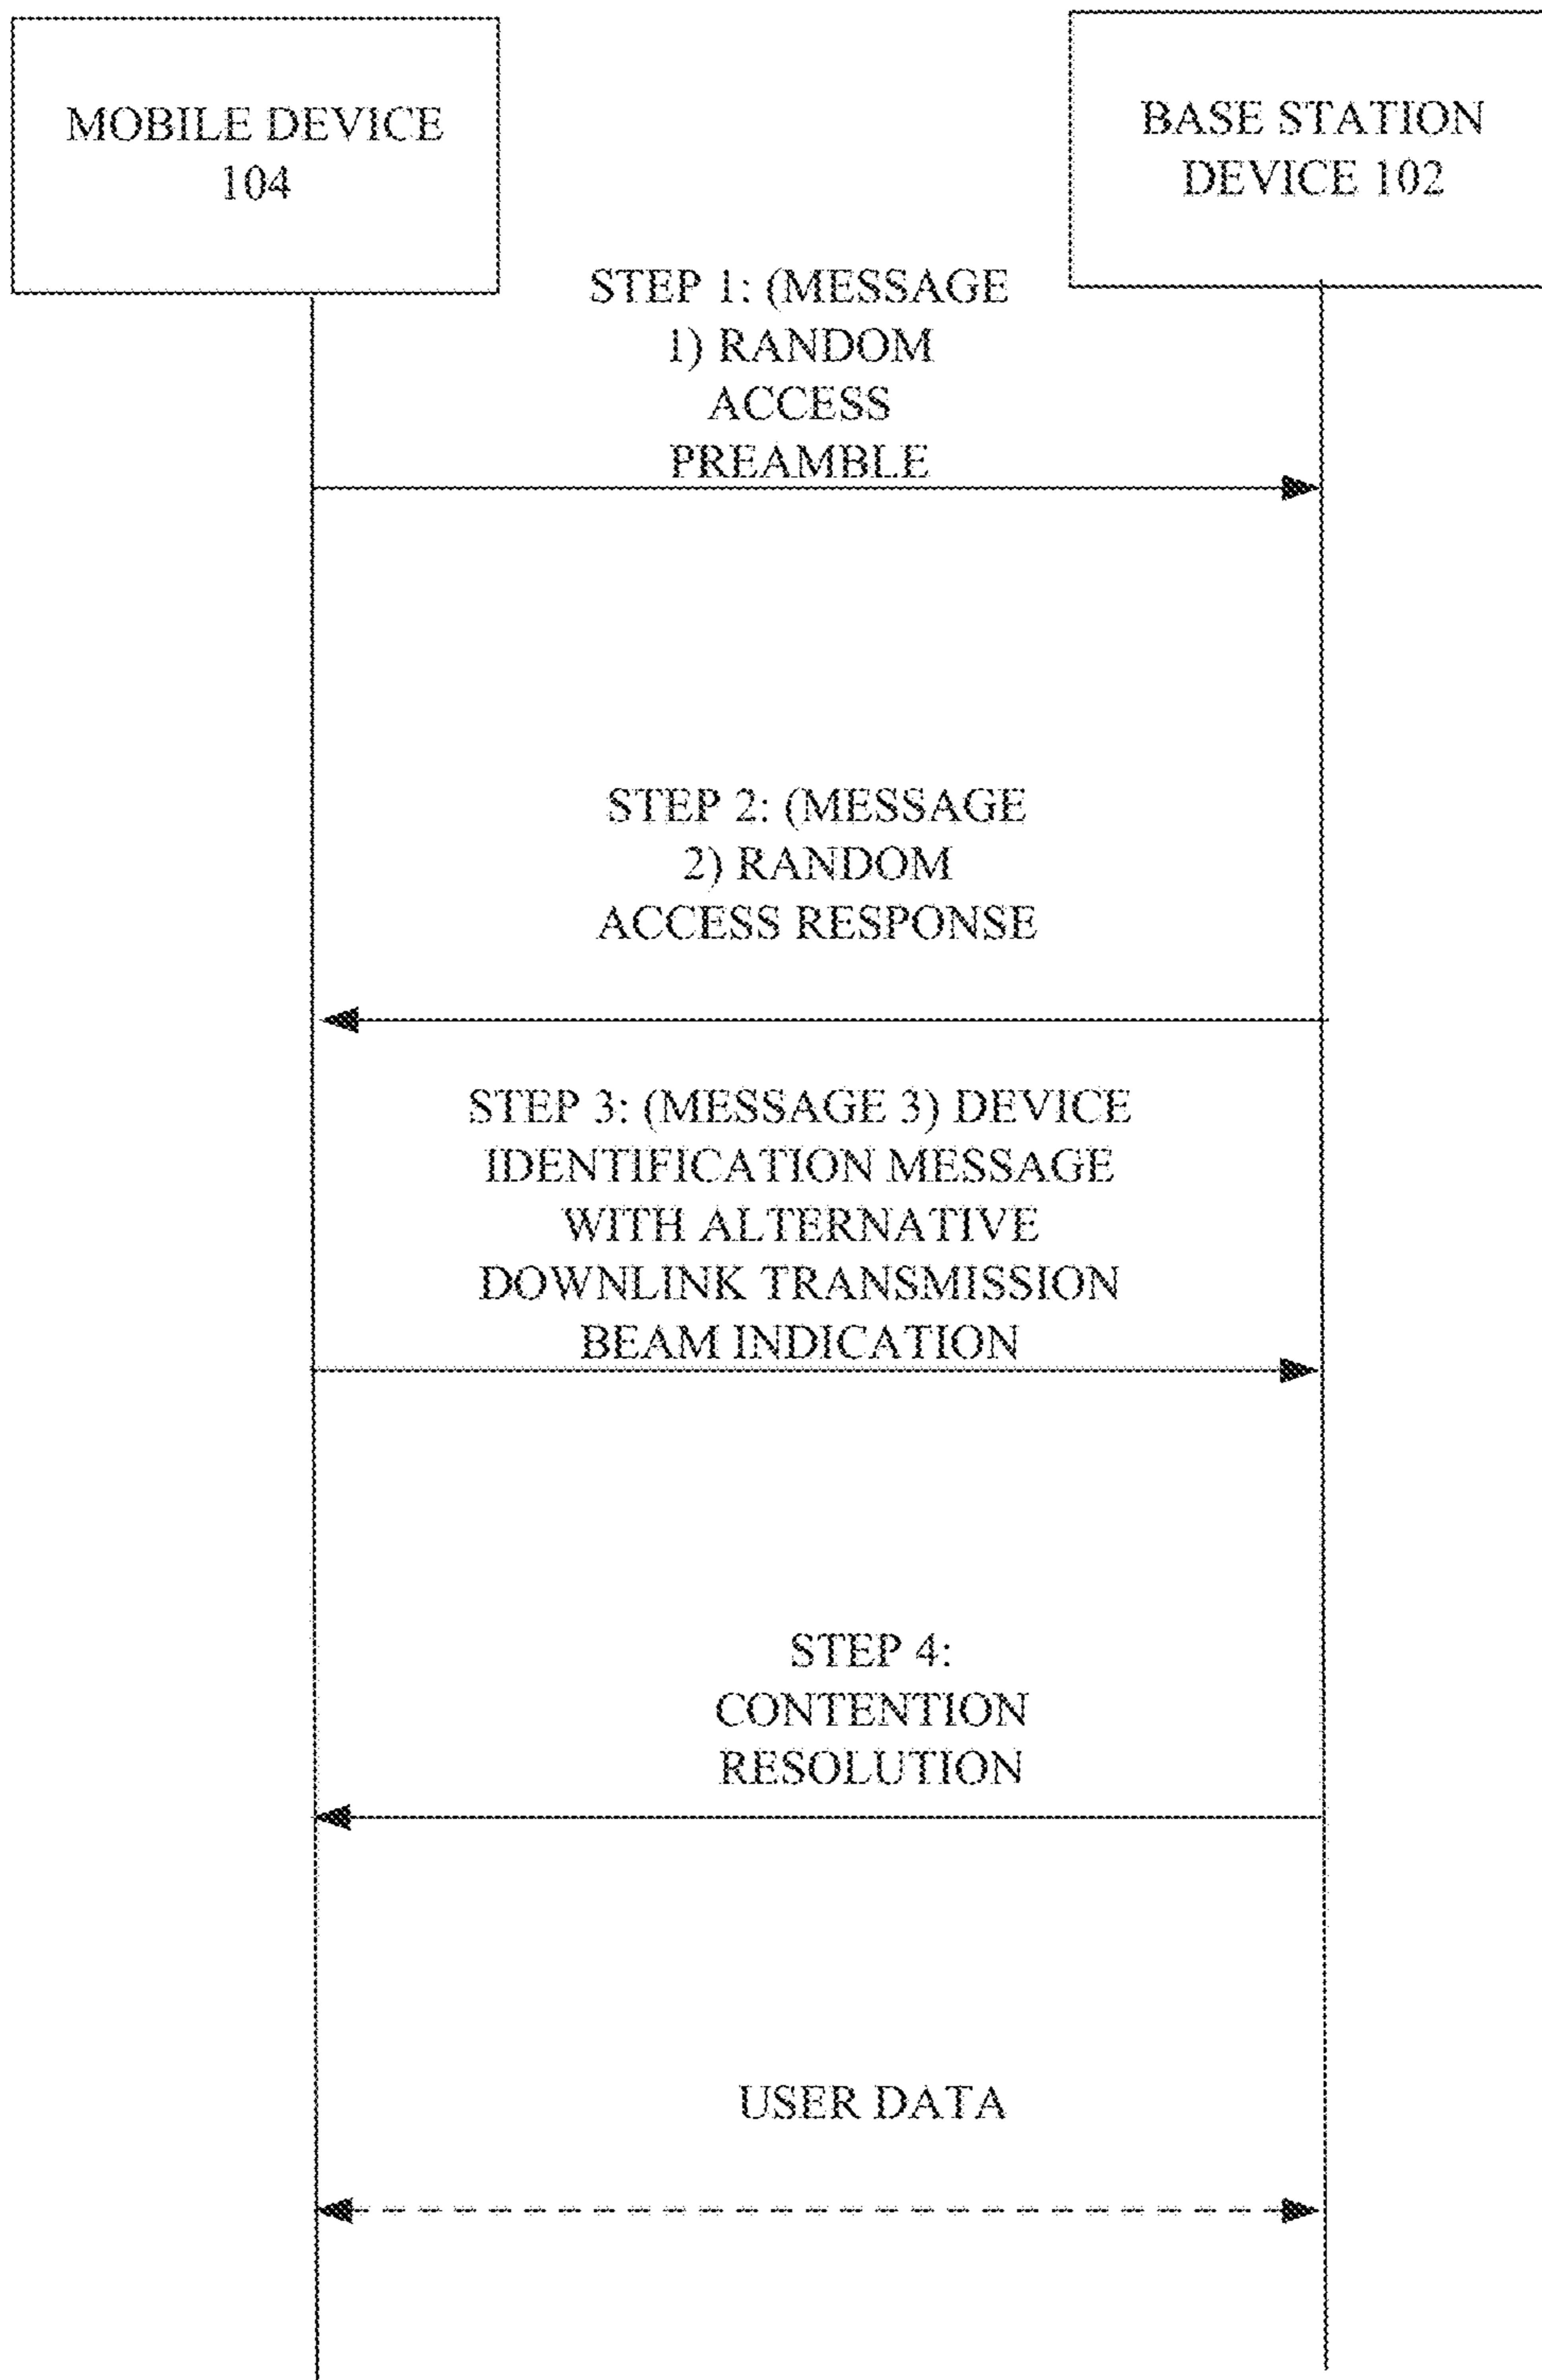 MOBILE DEVICE
104
BASE STATION
DEVICE 102
STEP 1: (MESSAGE
1) RANDOM
ACCESS
PREAMBLE
STEP 2: (MESSAGE
2) RANDOM
ACCESS RESPONSE
STEP 3: (MESSAGE 3) DEVICE
IDENTIFICATION MESSAGE
WITH ALTERNATIVE
DOWNLINK TRANSMISSION
BEAM INDICATION
STEP 4:
CONTENTION
RESOLUTION
USER DATA